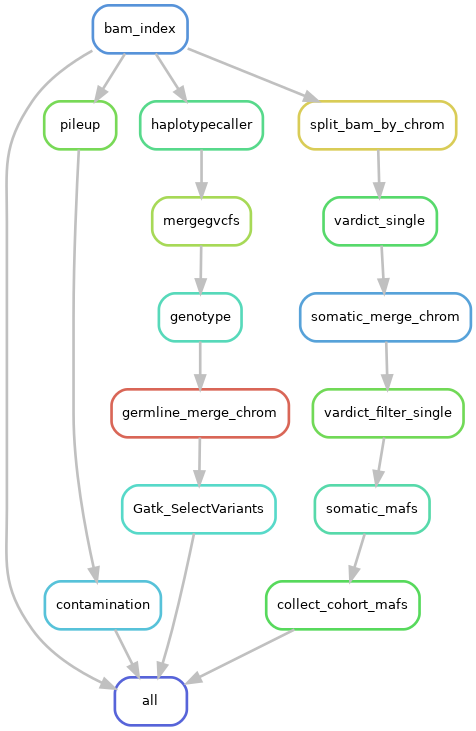 bam_index
pileup
haplotypecaller
split_bam_by_chrom
mergegvcfs
vardict_single
genotype
somatic_merge_chrom
germline_merge_chrom
vardict_filter_single
Gatk_SelectVariants
somatic_mafs
contamination
collect_cohort_mafs
all